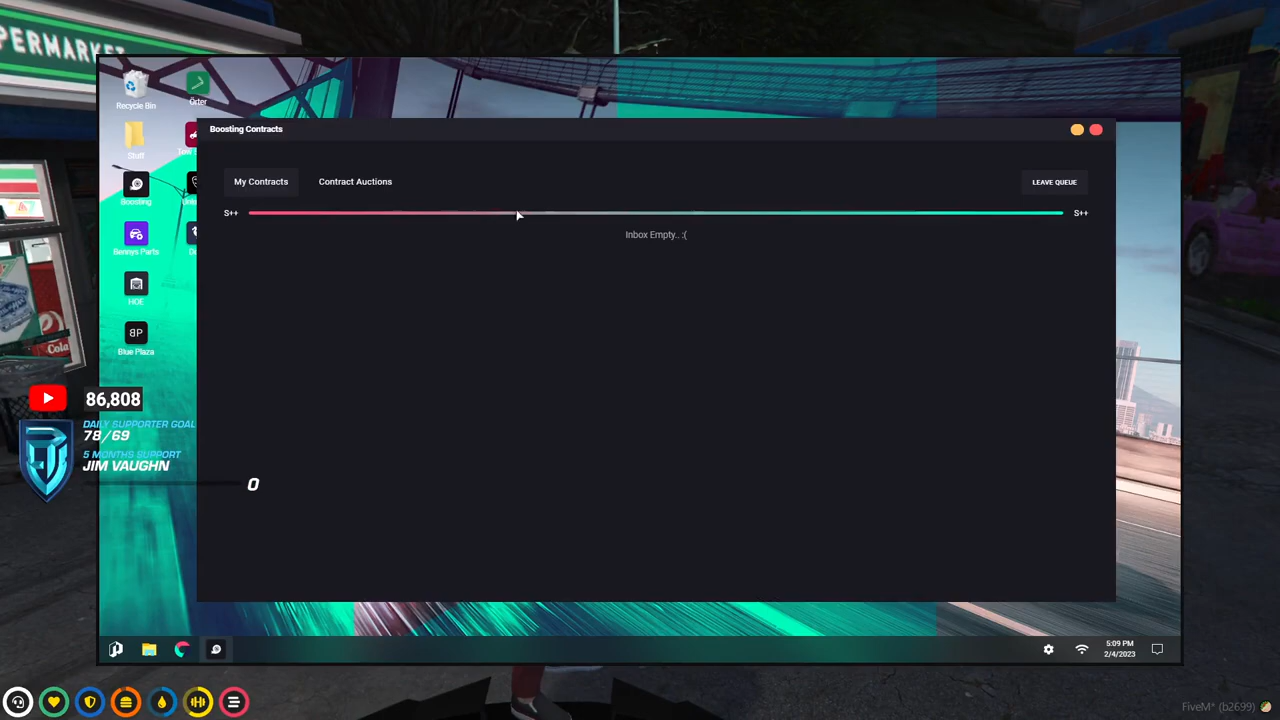 PERMARKET
Recycle Bin
Örter
Stuff
Boosting
Bennys Parts
HOE
BP
Blue Plaza
Boosting Contracts
My Contracts
Contract Auctions
LEAVE QUEUE
S++
S++
Inbox Empty.. :(
Cola
86,808
DAILY SUPPORTER GOAL
78/69
5 MONTHS SUPPORT
JIM VAUGHN
0
5:09 PM
2/4/2023
FiveM* (b2699)